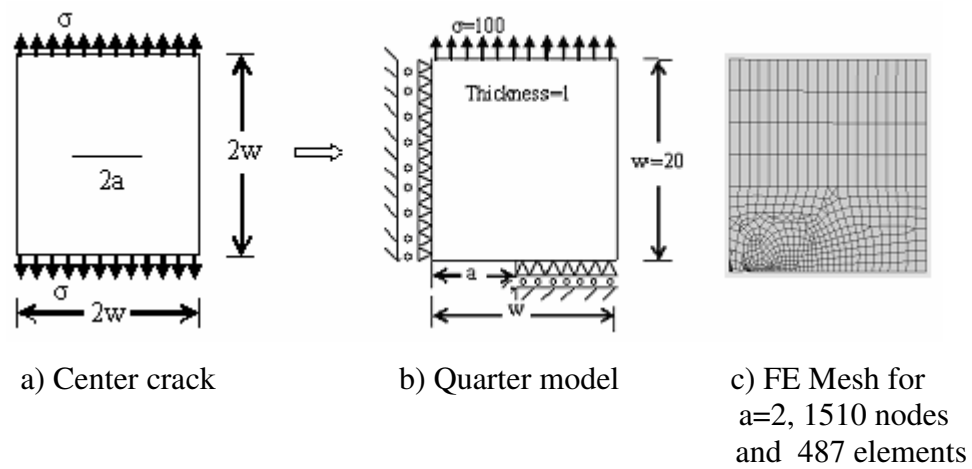 σ
2a
2w
σ
2w
σ=100
Thickness=1
w=20
a
w
a) Center crack
b) Quarter model
c) FE Mesh for
a=2, 1510 nodes
and 487 elements